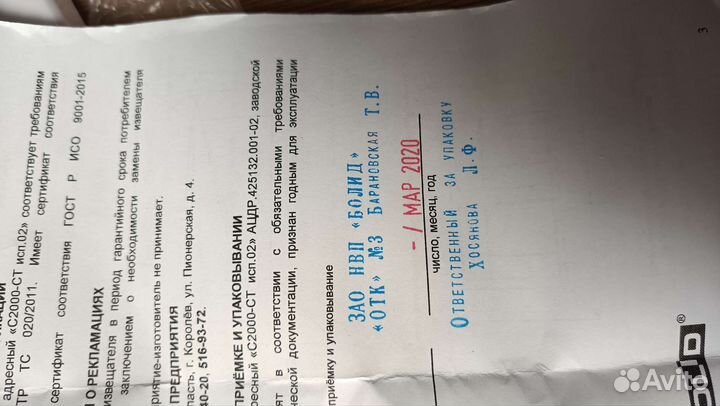 адресный «С2000-СТ исп.02» соответствует требованиям
ТР ТС 020/2011. Имеет сертификат соответствия
сертификат соответствия ГОСТ Р ИСО 9001-2015
О РЕКЛАМАЦИЯХ
извещателя в период гарантийного срока потребителем
заключением о необходимости замены извещателя
приятие-изготовитель не принимает.
ПРЕДПРИЯТИЯ
ласть, г. Королёв, ул. Пионерская, д. 4.
40-20, 516-93-72.
ПРИЁМКЕ И УПАКОВЫВАНИИ
ресный «С2000-СТ исп.02» АЦДР.425132.001-02, заводской
ят в соответствии с обязательными требованиями
ческой документации, признан годным для эксплуатации
приёмку и упаковывание
ЗАО НВП «БОЛИД»
«ОТК» №3 БАРАНОВСКАЯ Т.В.
- / МАР 2020
число, месяц, год
ОТВЕТСТВЕННЫЙ ЗА УПАКОВКУ
ХОСЯНОВА Л.Ф.
®
3
Avito